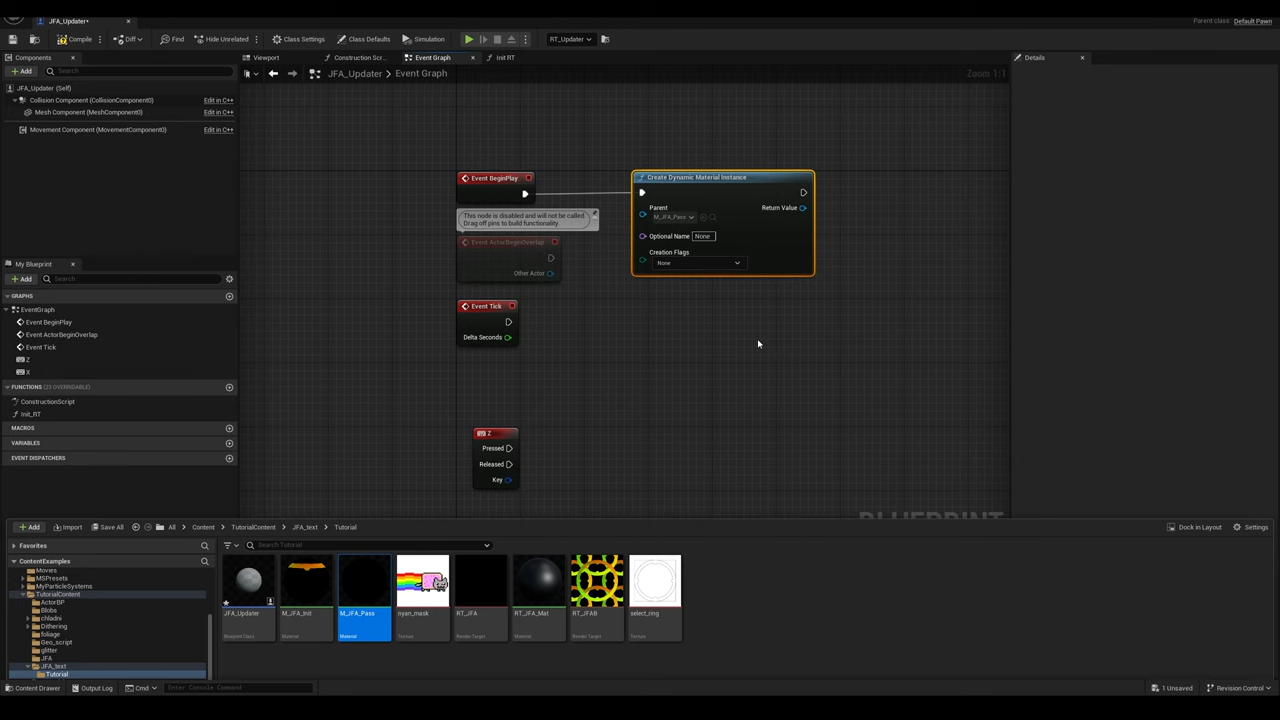 JFA_Updater•
Parent class: Default Pawn
Compile
Diff
Find
Hide Unrelated
Class Settings
Class Defaults
Simulation
RT_Updater
Components
Viewport
Construction Scr...
Event Graph
Init RT
Details
Add
Search
JFA_Updater > Event Graph
Zoom 1:1
JFA_Updater (Self)
Collision Component (CollisionComponent0)
Edit in C++
Mesh Component (MeshComponent0)
Edit in C++
Movement Component (MovementComponent0)
Edit in C++
Event BeginPlay
This node is disabled and will not be called.
Drag off pins to build functionality.
Event ActorBeginOverlap
Other Actor
Create Dynamic Material Instance
Parent
M_JFA_Pass
Return Value
Optional Name
None
Creation Flags
None
Event Tick
Delta Seconds
Z
Pressed
Released
Key
BLUEPRINT
My Blueprint
Add
Search
GRAPHS
EventGraph
Event BeginPlay
Event ActorBeginOverlap
Event Tick
Z
X
FUNCTIONS (23 OVERRIDABLE)
ConstructionScript
Init_RT
MACROS
VARIABLES
EVENT DISPATCHERS
Add
Import
Save All
All > Content > TutorialContent > JFA_text > Tutorial
Dock in Layout
Settings
Favorites
Search Tutorial
ContentExamples
Movies
MSPresets
MyParticleSystems
TutorialContent
ActorBP
Blobs
chladni
Dithering
foliage
Geo_script
glitter
JFA
JFA_text
Tutorial
JFA_Updater
Blueprint Class
M_JFA_Init
Material
M_JFA_Pass
Material
nyan_mask
Texture
RT_JFA
Render Target
RT_JFA_Mat
Material
RT_JFAB
Render Target
select_ring
Texture
Content Drawer
Output Log
Cmd
Enter Console Command
1 Unsaved
Revision Control